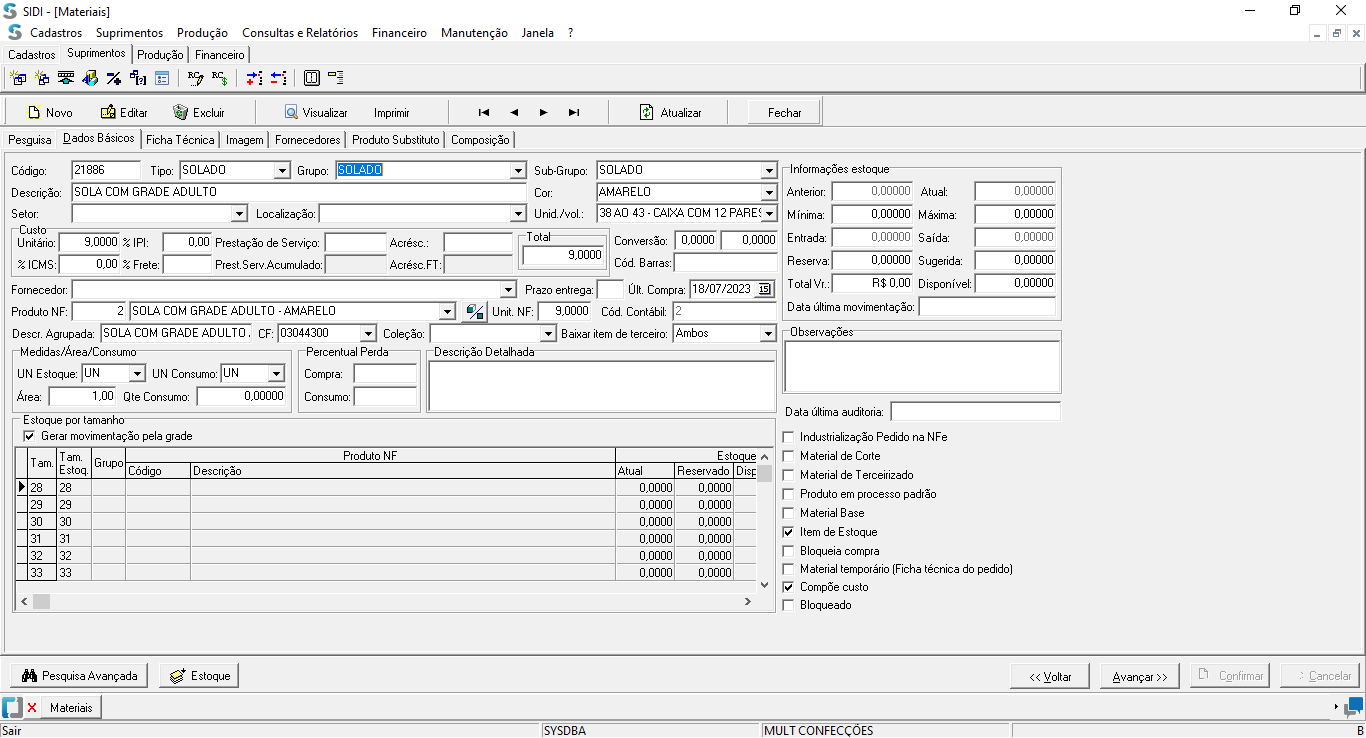 SIDI - [Materiais]
Cadastros Suprimentos Produção Consultas e Relatórios Financeiro Manutenção Janela ?
Cadastros Suprimentos Produção Financeiro
Novo Editar Excluir Visualizar Imprimir Atualizar Fechar
Pesquisa Dados Básicos Ficha Técnica Imagem Fornecedores Produto Substituto Composição
Código: 21886 Tipo: SOLADO Grupo: SOLADO Sub-Grupo: SOLADO Informações estoque
Descrição: SOLA COM GRADE ADULTO Cor: AMARELO Anterior: 0,00000 Atual: 0,00000
Setor: Localização: Unid./vol.: 38 AO 43 - CAIXA COM 12 PARES Mínima: 0,00000 Máxima: 0,00000
Custo Total
Unitário: 9,0000 % IPI: 0,00 Prestação de Serviço: Acrésc.: 9,0000 Conversão: 0,0000 0,0000 Entrada: 0,00000 Saída: 0,00000
% ICMS: 0,00 % Frete: Prest.Serv.Acumulado: Acrésc.FT: Cód. Barras: Reserva: 0,00000 Sugerida: 0,00000
Fornecedor: Prazo entrega: Últ. Compra: 18/07/2023 15 Total Vr.: R$ 0,00 Disponível: 0,00000
Produto NF: 2 SOLA COM GRADE ADULTO - AMARELO Unit. NF: 9,0000 Cód. Contábil: 2 Data última movimentação:
Descr. Agrupada: SOLA COM GRADE ADULTO . CF: 03044300 Coleção: Baixar item de terceiro: Ambos Observações
Medidas/Área/Consumo Percentual Perda Descrição Detalhada
UN Estoque: UN UN Consumo: UN Compra:
Área: 1,00 Qte Consumo: 0,00000 Consumo:
Data última auditoria:
Estoque por tamanho
Gerar movimentação pela grade
Tam. Tam. Estoq. Grupo Produto NF Estoque
Código Descrição Atual Reservado Disp
28 28 0,0000 0,0000
29 29 0,0000 0,0000
30 30 0,0000 0,0000
31 31 0,0000 0,0000
32 32 0,0000 0,0000
33 33 0,0000 0,0000
Industrialização Pedido na NFe
Material de Corte
Material de Terceirizado
Produto em processo padrão
Material Base
Item de Estoque
Bloqueia compra
Material temporário (Ficha técnica do pedido)
Compõe custo
Bloqueado
Pesquisa Avançada Estoque << Voltar Avançar >> Confirmar Cancelar
Materiais
Sair SYSDBA MULT CONFECÇÕES B